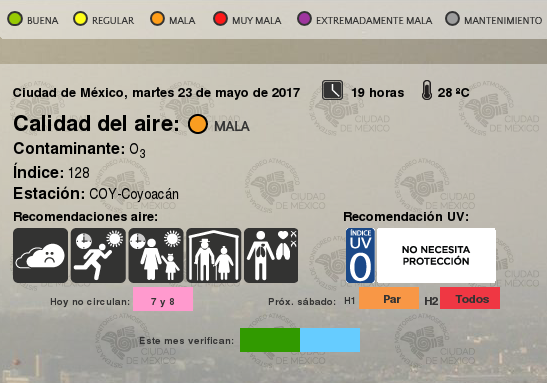 BUENA REGULAR MALA MUY MALA EXTREMADAMENTE MALA MANTENIMIENTO
Ciudad de México, martes 23 de mayo de 2017 19 horas 28 ºC
Calidad del aire: MALA
Contaminante: O3
Índice: 128
Estación: COY-Coyoacán
Recomendaciones aire: Recomendación UV:
ÍNDICE
UV
0
NO NECESITA
PROTECCIÓN
Hoy no circulan: 7 y 8 Próx. sábado: H1 Par H2 Todos
Este mes verifican: